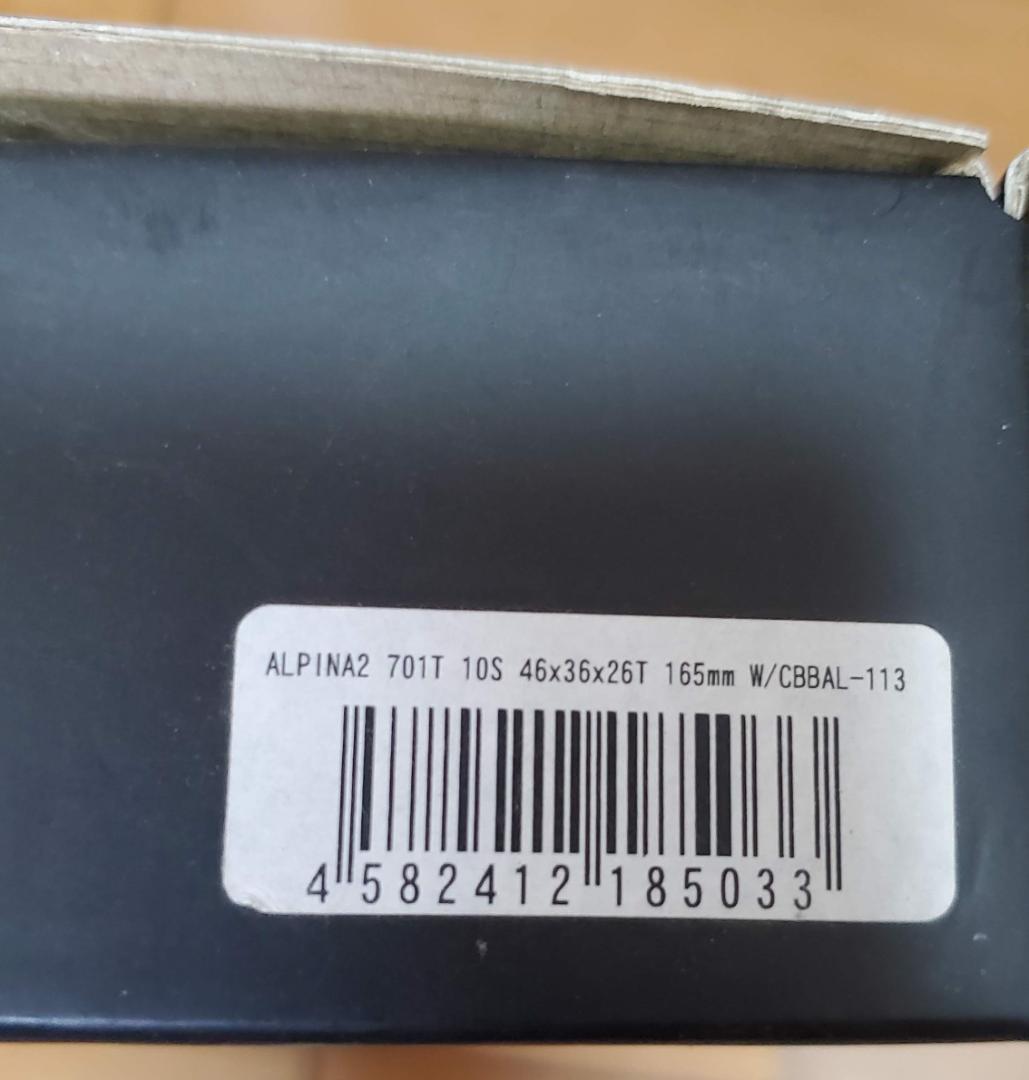 ALPINA2 701T 10S 46x36x26T 165mm W/CBBAL-113
4 582412 185033